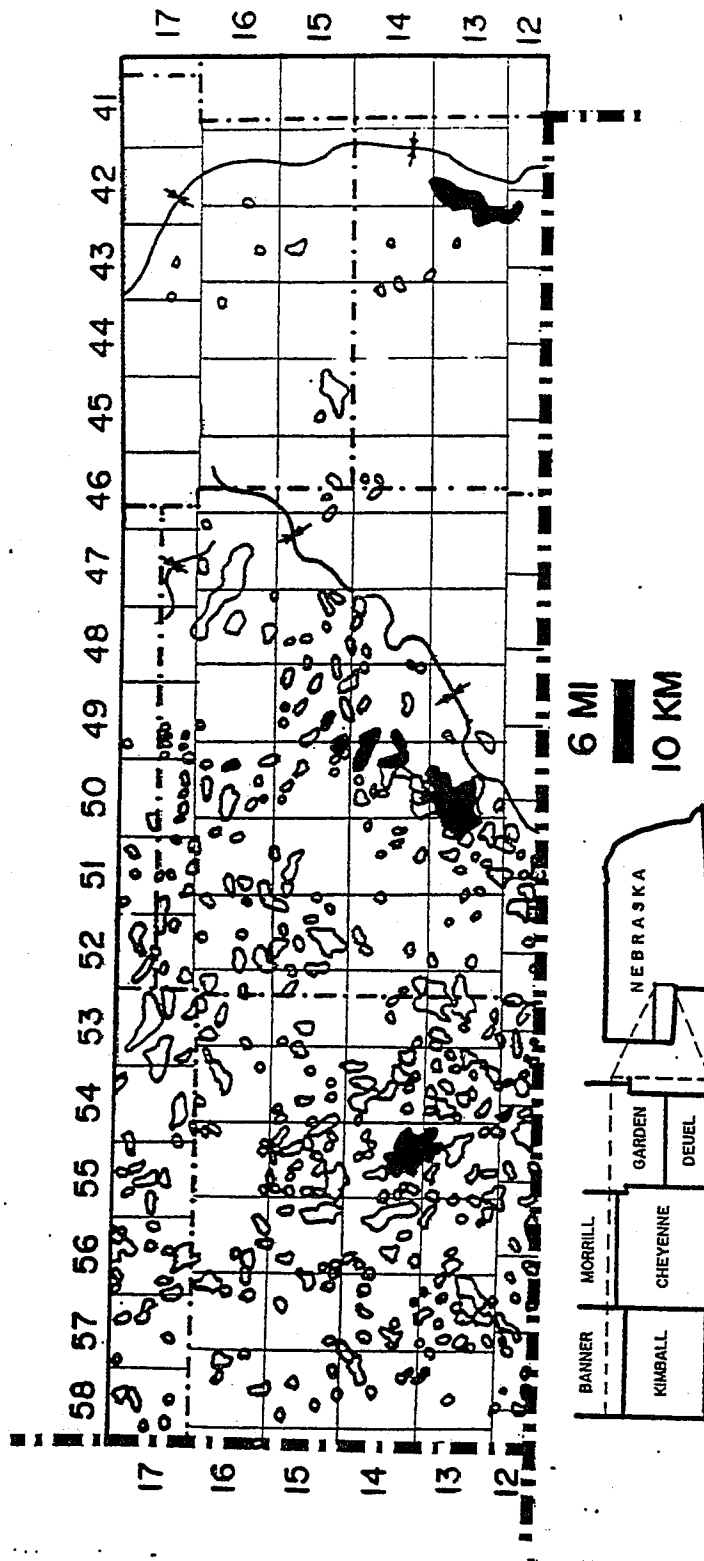 58 57 56 55 54 53 52 51 50 49 48 47 46 45 44 43 42 41
17 17
16 16
15 15
14 14
13 13
12 12
6 MI
10 KM
BANNER MORRILL
GARDEN
KIMBALL CHEYENNE DEUEL
NEBRASKA